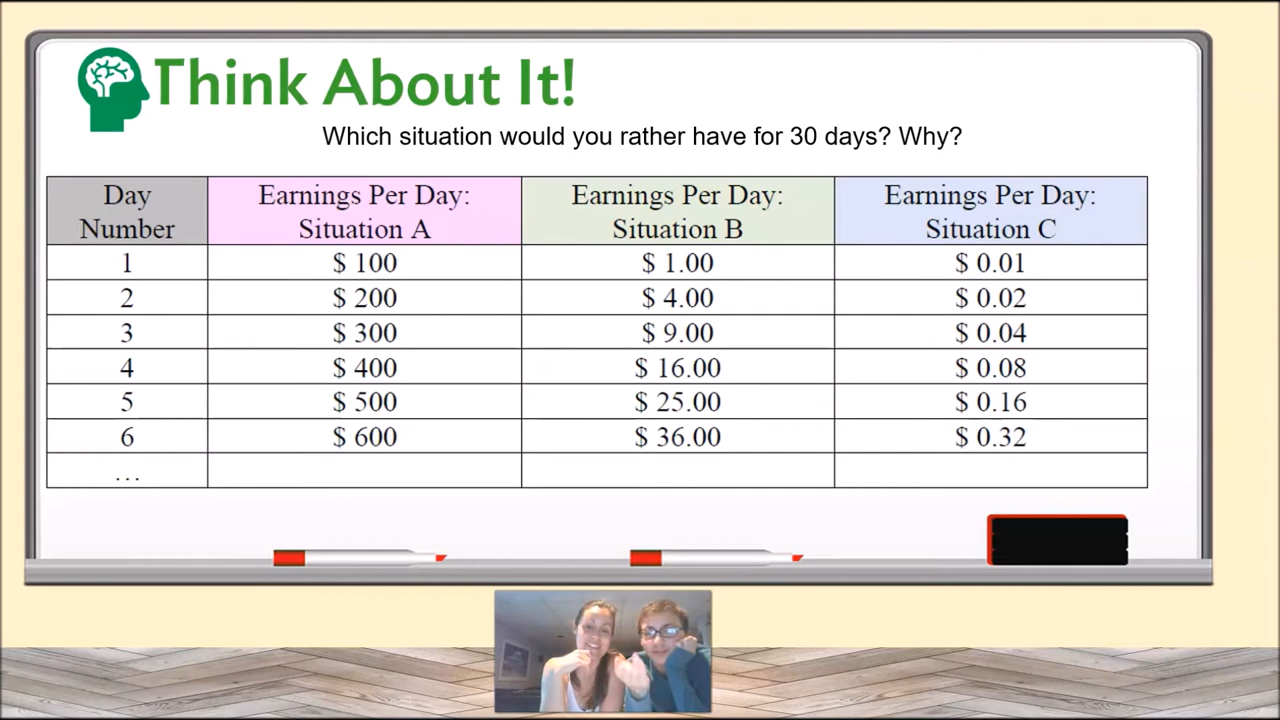 Think About It!
Which situation would you rather have for 30 days? Why?
Day Number | Earnings Per Day: Situation A | Earnings Per Day: Situation B | Earnings Per Day: Situation C
1 | $ 100 | $ 1.00 | $ 0.01
2 | $ 200 | $ 4.00 | $ 0.02
3 | $ 300 | $ 9.00 | $ 0.04
4 | $ 400 | $ 16.00 | $ 0.08
5 | $ 500 | $ 25.00 | $ 0.16
6 | $ 600 | $ 36.00 | $ 0.32
…